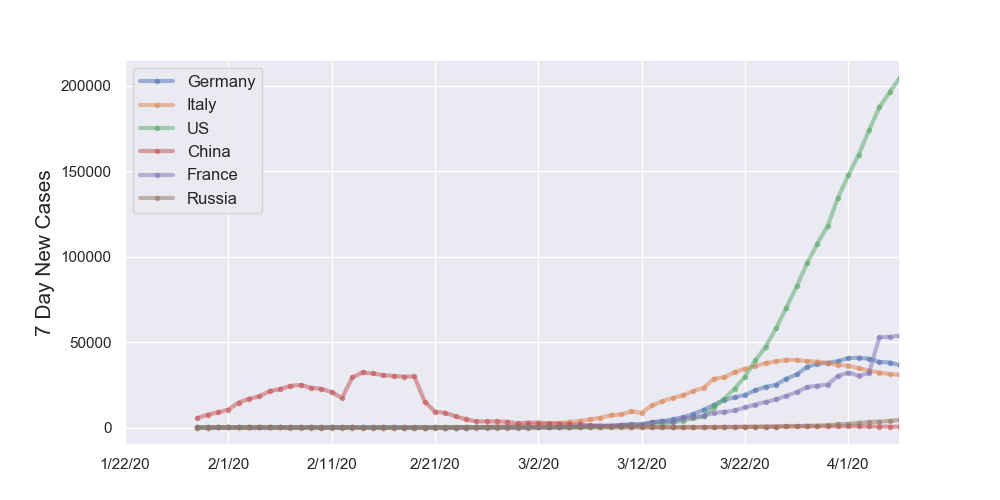 Germany
Italy
US
China
France
Russia
7 Day New Cases
200000
150000
100000
50000
0
1/22/20 2/1/20 2/11/20 2/21/20 3/2/20 3/12/20 3/22/20 4/1/20